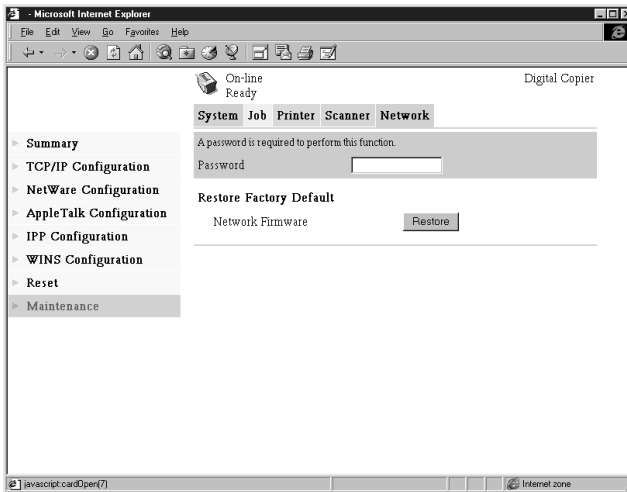 - Microsoft Internet Explorer
File Edit View Go Favorites Help
On-line
Ready
Digital Copier
System Job Printer Scanner Network
Summary
TCP/IP Configuration
NetWare Configuration
AppleTalk Configuration
IPP Configuration
WINS Configuration
Reset
Maintenance
A password is required to perform this function.
Password
Restore Factory Default
Network Firmware
Restore
javascript:cardOpen(7)
Internet zone